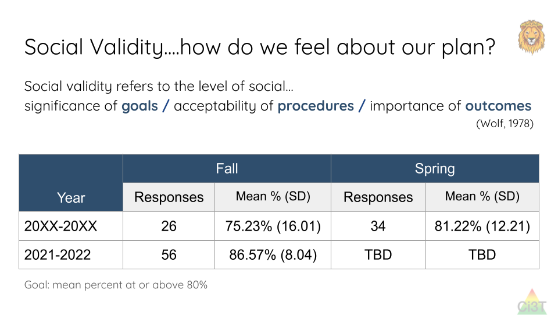 Social Validity....how do we feel about our plan?
Social validity refers to the level of social...
significance of goals / acceptability of procedures / importance of outcomes
(Wolf, 1978)
Fall Spring
Year Responses Mean % (SD) Responses Mean % (SD)
20XX-20XX 26 75.23% (16.01) 34 81.22% (12.21)
2021-2022 56 86.57% (8.04) TBD TBD
Goal: mean percent at or above 80%
Ci3T